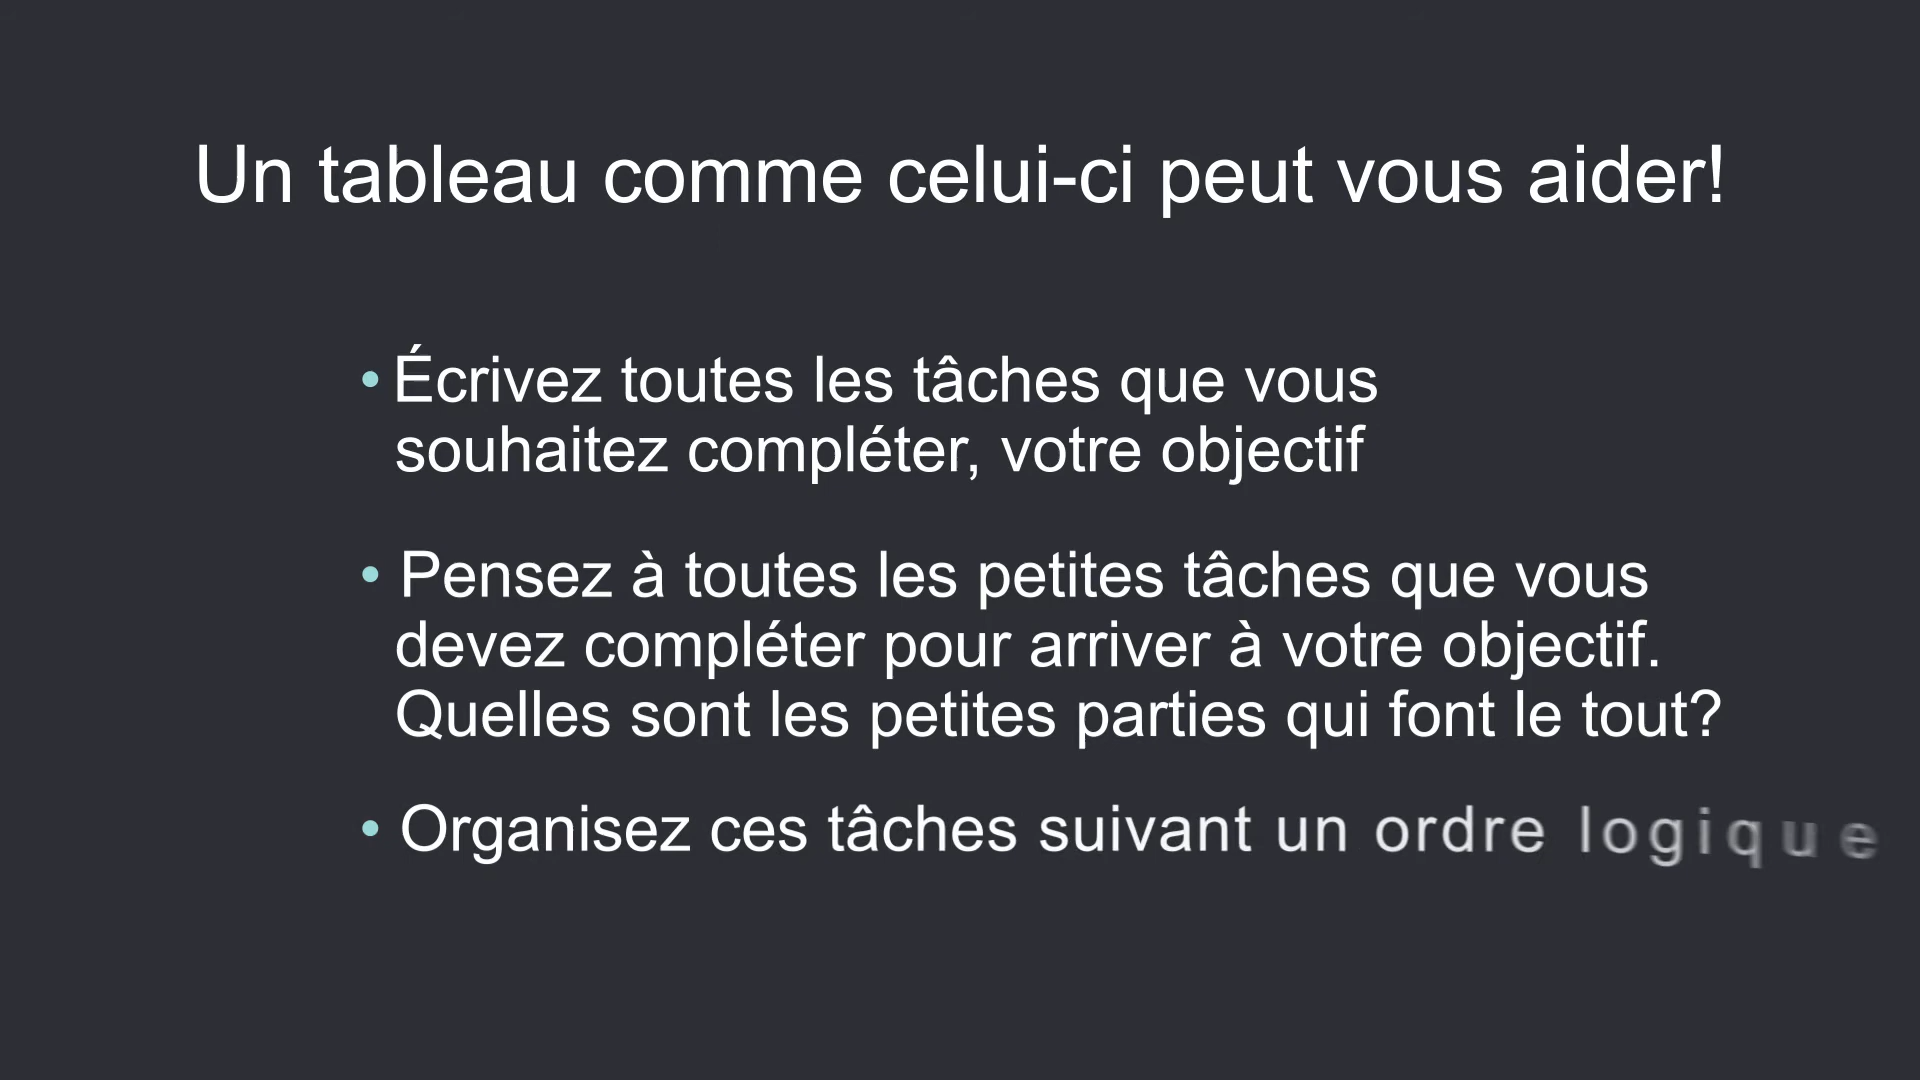 Un tableau comme celui-ci peut vous aider!
• Écrivez toutes les tâches que vous
souhaitez compléter, votre objectif
• Pensez à toutes les petites tâches que vous
devez compléter pour arriver à votre objectif.
Quelles sont les petites parties qui font le tout?
• Organisez ces tâches suivant un ordre logique